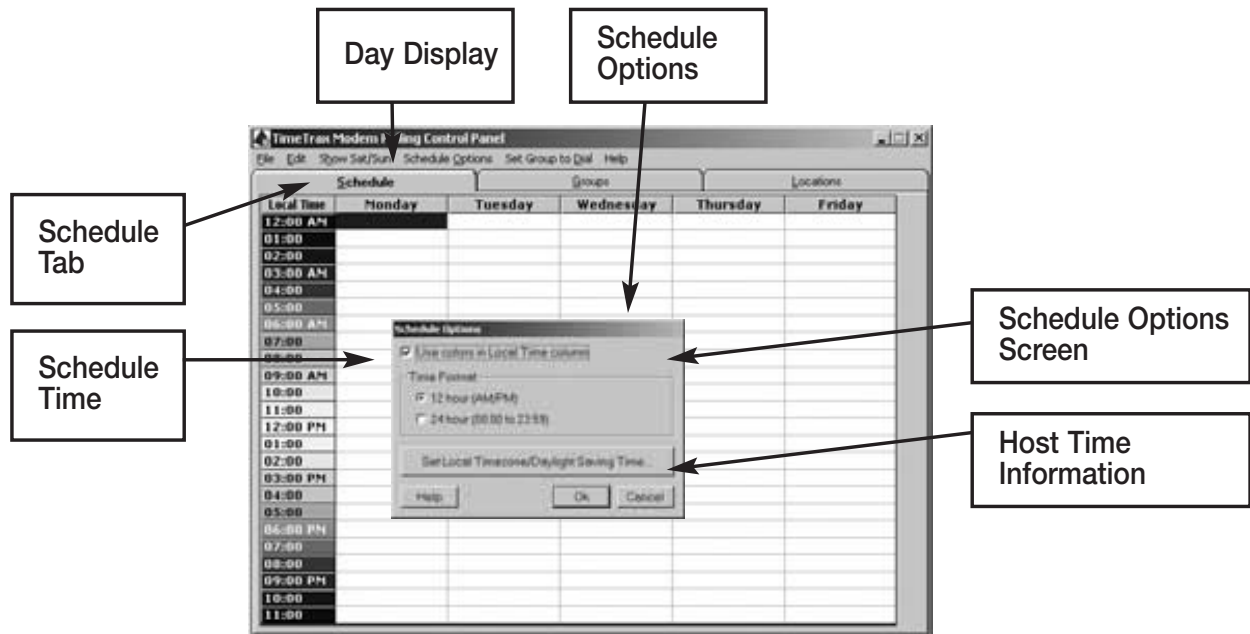 Day Display
Schedule
Options
TimeTrax Modem Control Panel
File Edit Show Sat/Sun Schedule Options Set Group to Dial Help
Schedule Groups Locations
Local Time Monday Tuesday Wednesday Thursday Friday
12:00 AM
01:00
02:00
03:00 AM
04:00
05:00
06:00 AM
07:00
08:00
09:00 AM
10:00
11:00
12:00 PM
01:00
02:00
03:00 PM
04:00
05:00
06:00 PM
07:00
08:00
09:00 PM
10:00
11:00
Schedule
Tab
Schedule
Time
Schedule Options
Use colors in Local Time column
Time Format
12 hour (AM/PM)
24 hour (00:00 to 23:59)
Set Local Timezone/Daylight Saving Time...
Help Ok Cancel
Schedule Options
Screen
Host Time
Information